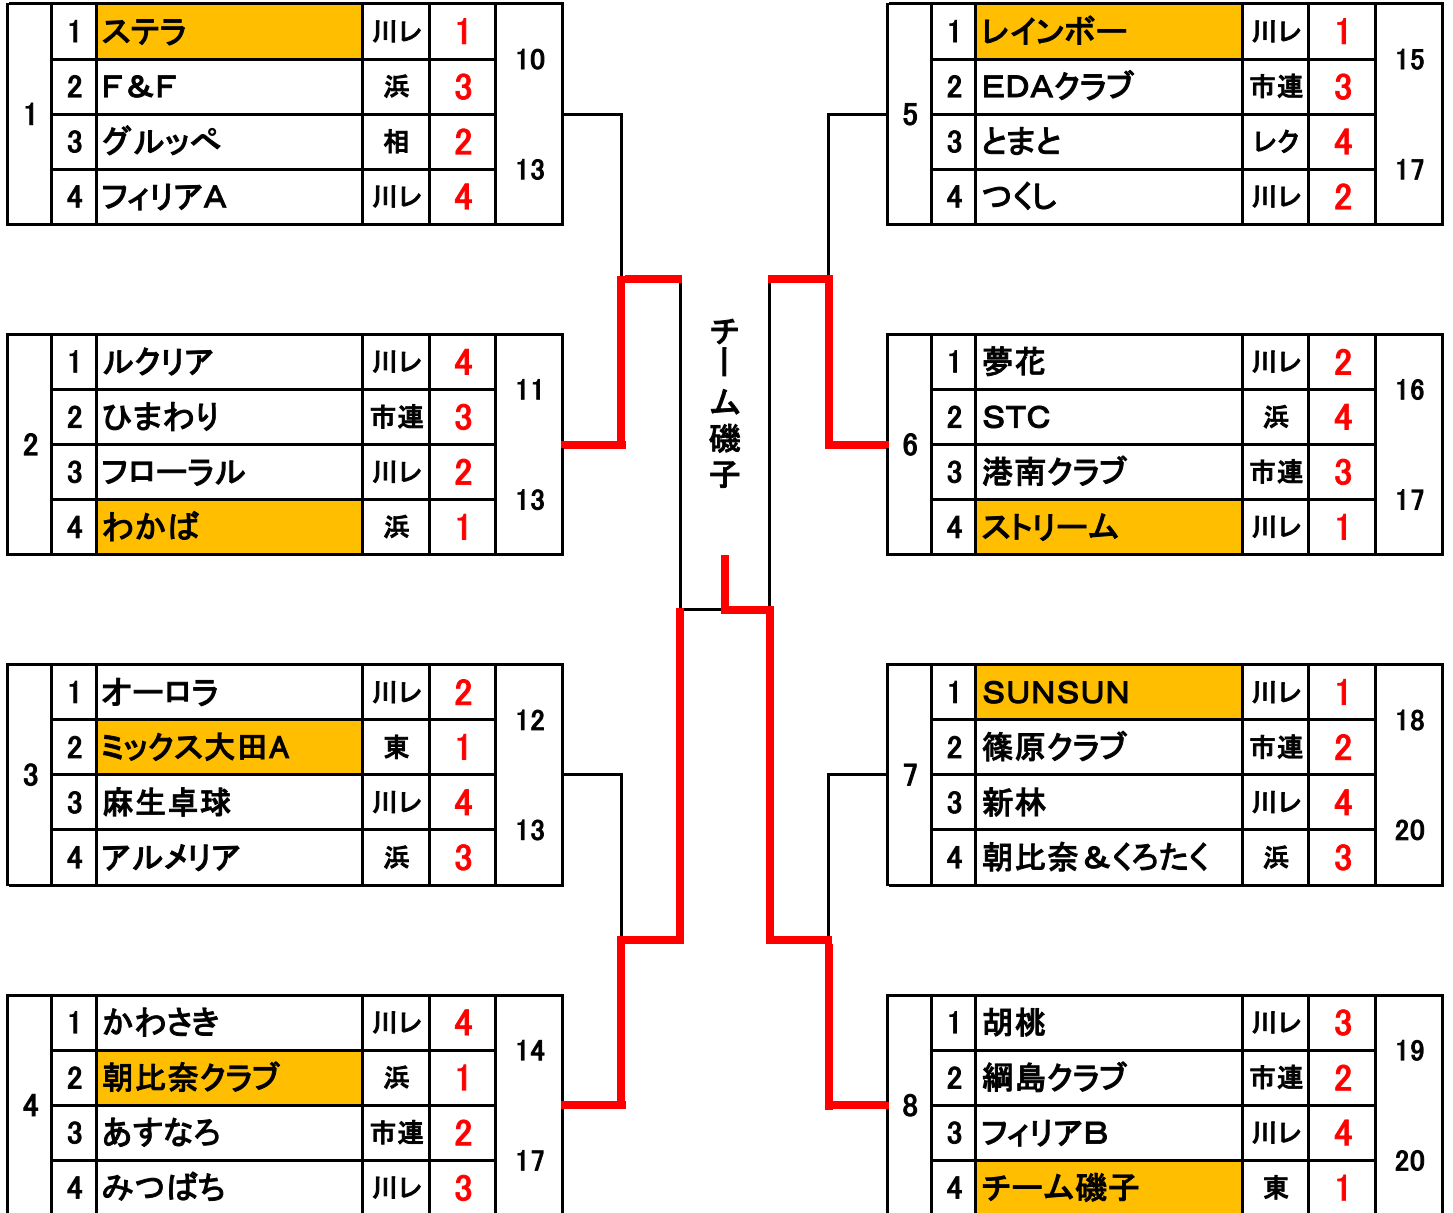 1
1 ステラ 川レ 1
2 F&F 浜 3
3 グルッペ 相 2
4 フィリアA 川レ 4
10
13
2
1 ルクリア 川レ 4
2 ひまわり 市連 3
3 フローラル 川レ 2
4 わかば 浜 1
11
13
3
1 オーロラ 川レ 2
2 ミックス大田A 東 1
3 麻生卓球 川レ 4
4 アルメリア 浜 3
12
13
4
1 かわさき 川レ 4
2 朝比奈クラブ 浜 1
3 あすなろ 市連 2
4 みつばち 川レ 3
14
17
チーム磯子
5
1 レインボー 川レ 1
2 EDAクラブ 市連 3
3 とまと レク 4
4 つくし 川レ 2
15
17
6
1 夢花 川レ 2
2 STC 浜 4
3 港南クラブ 市連 3
4 ストリーム 川レ 1
16
17
7
1 SUNSUN 川レ 1
2 篠原クラブ 市連 2
3 新林 川レ 4
4 朝比奈&くろたく 浜 3
18
20
8
1 胡桃 川レ 3
2 綱島クラブ 市連 2
3 フィリアB 川レ 4
4 チーム磯子 東 1
19
20